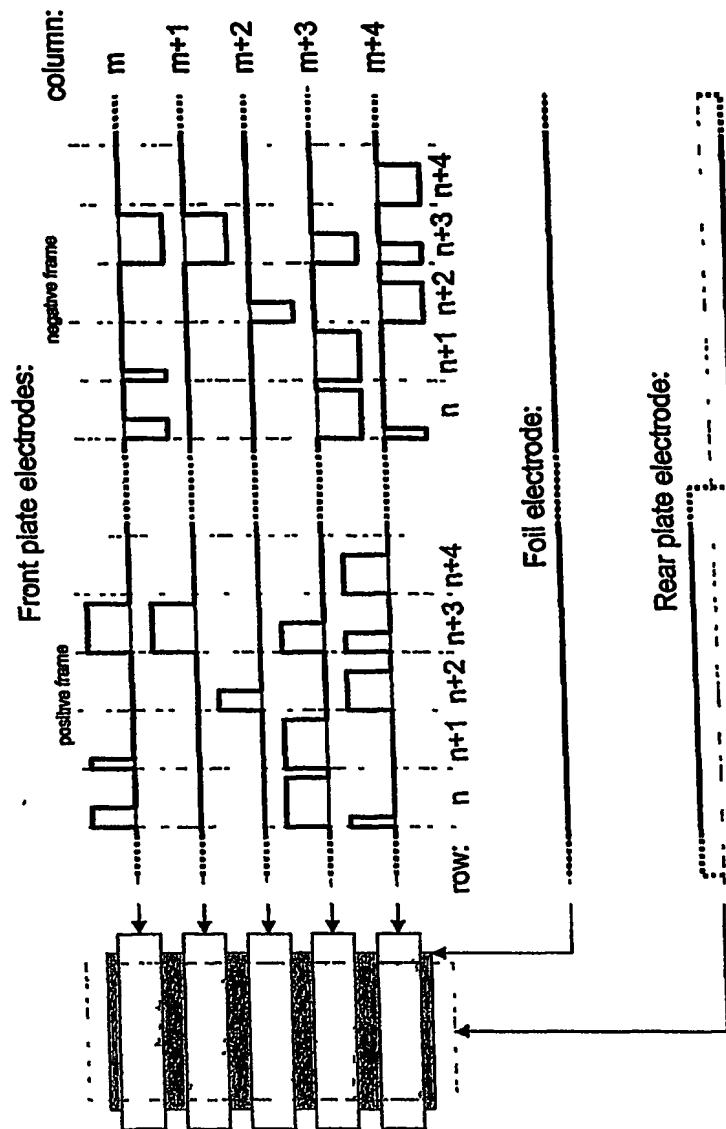 Front plate electrodes:
column:
positive frame
negative frame
m
m+1
m+2
m+3
m+4
row:
n
n+1
n+2
n+3
n+4
n
n+1
n+2
n+3
n+4
Foil electrode:
Rear plate electrode: